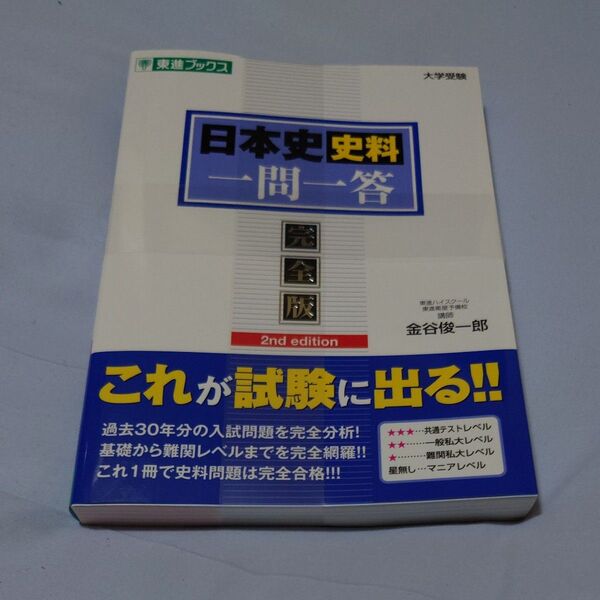 東進ブックス
大学受験
日本史史料
一問一答
完全版
2nd edition
東進ハイスクール
東進衛星予備校
講師
金谷俊一郎
これが試験に出る!!
過去30年分の入試問題を完全分析!
基礎から難関レベルまでを完全網羅!!
これ1冊で史料問題は完全合格!!!
★★★…共通テストレベル
★★……一般私大レベル
★………難関私大レベル
星無し…マニアレベル